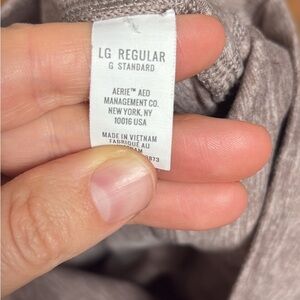 LG REGULAR
G STANDARD
AERIE™ AEO
MANAGEMENT CO.
NEW YORK, NY
10016 USA
MADE IN VIETNAM
FABRIQUÉ AU